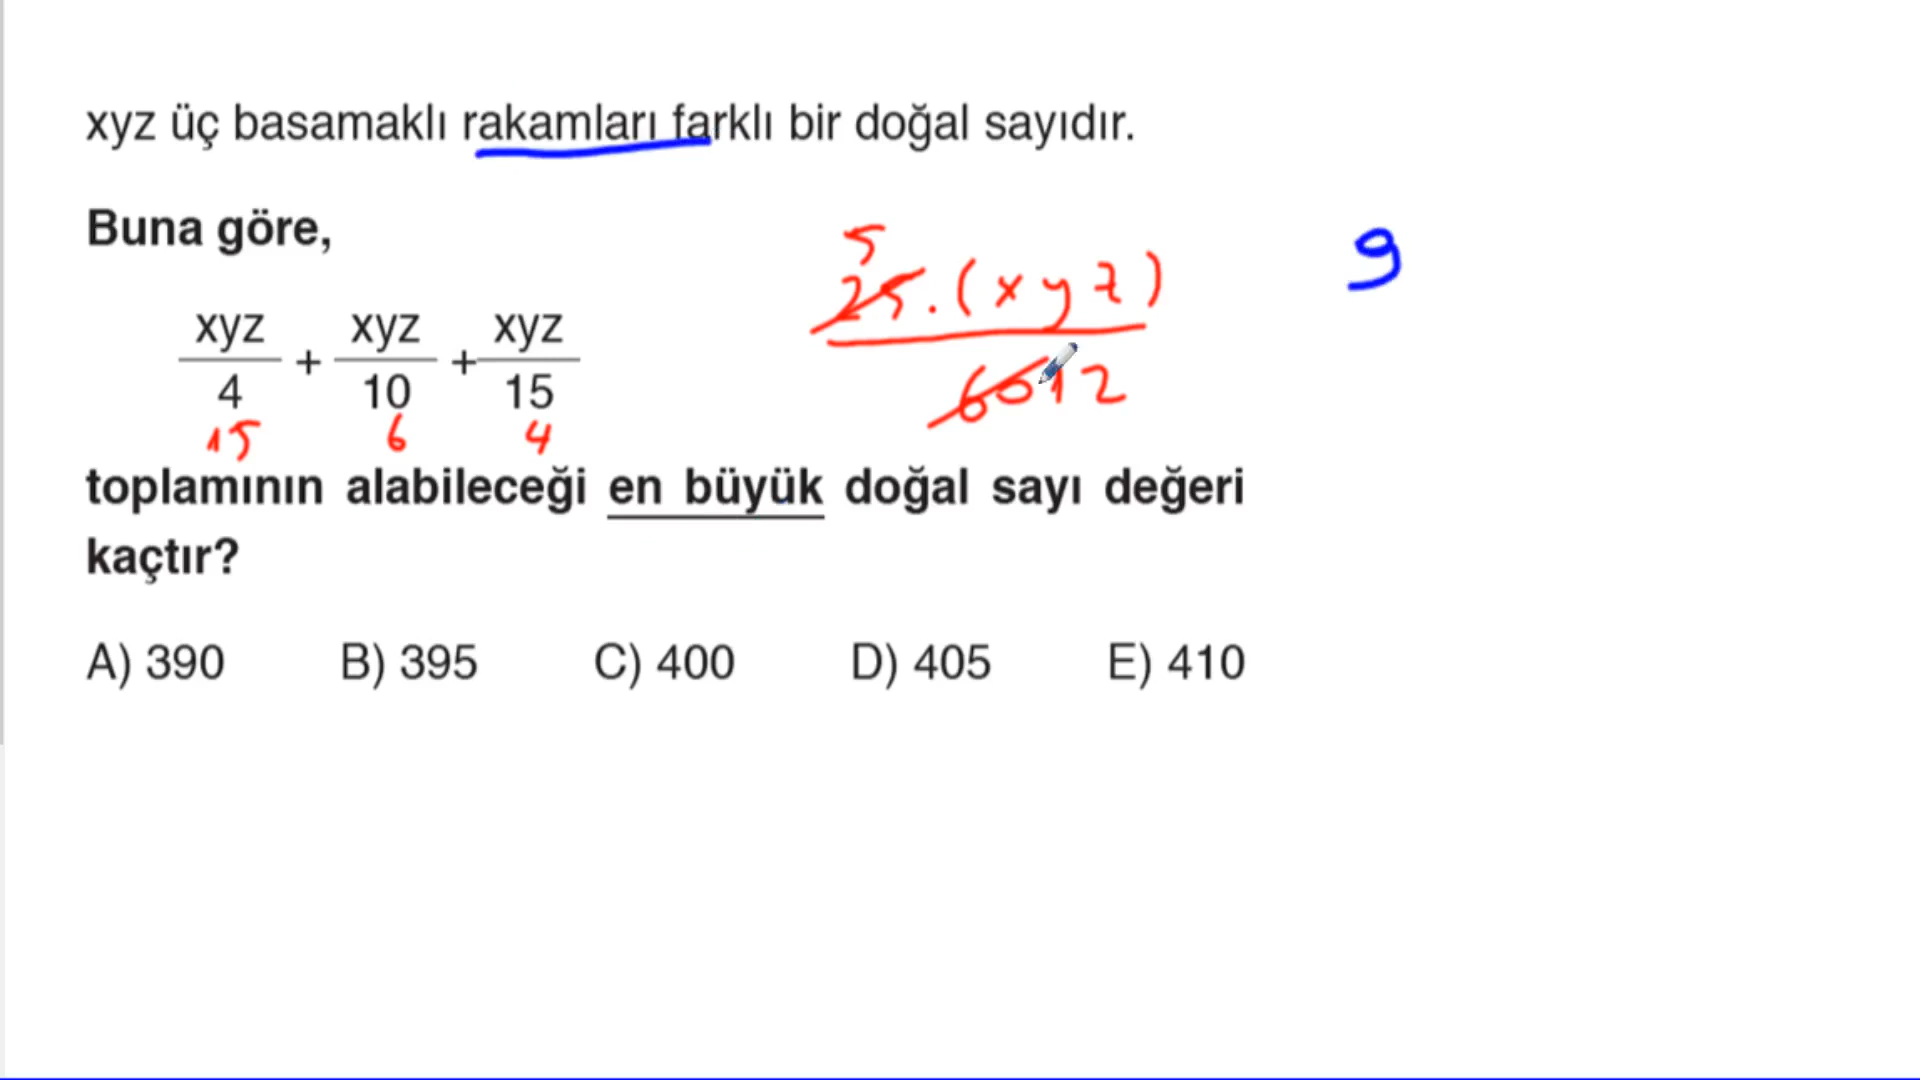 xyz üç basamaklı rakamları farklı bir doğal sayıdır.
Buna göre,
xyz/4 + xyz/10 + xyz/15
15 6 4
5
25.(xyz)
60 12
9
toplamının alabileceği en büyük doğal sayı değeri
kaçtır?
A) 390 B) 395 C) 400 D) 405 E) 410